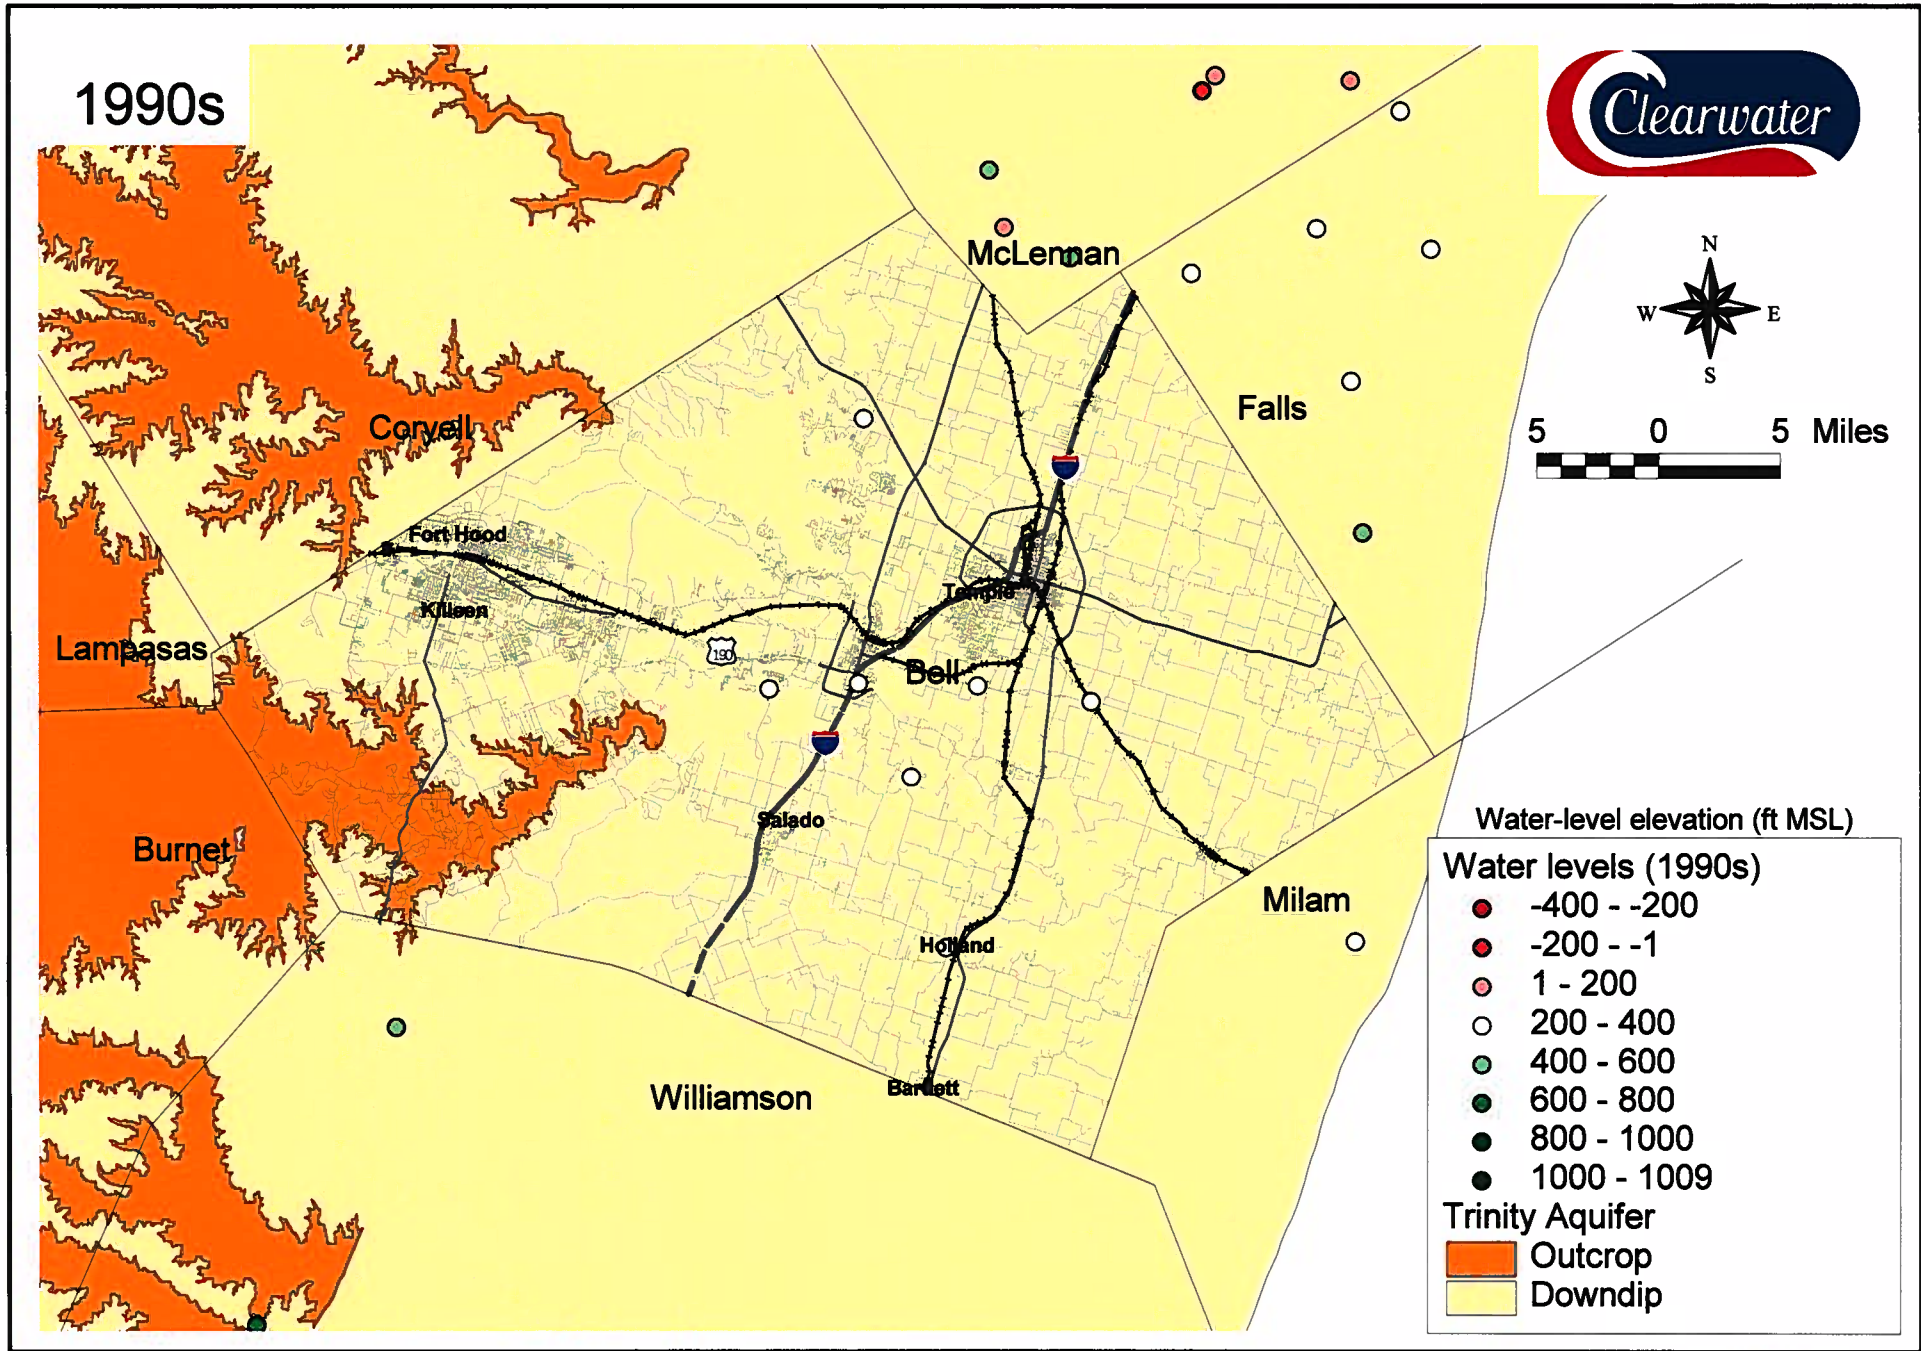 1990s
Clearwater
N
W E
S
McLennan
Falls
5 0 5 Miles
Coryell
Fort Hood
Killeen
Temple
Lampasas
190
Bell
Salado
Burnet
Milam
Holland
Bartlett
Williamson
Water-level elevation (ft MSL)
Water levels (1990s)
-400 - -200
-200 - -1
1 - 200
200 - 400
400 - 600
600 - 800
800 - 1000
1000 - 1009
Trinity Aquifer
Outcrop
Downdip